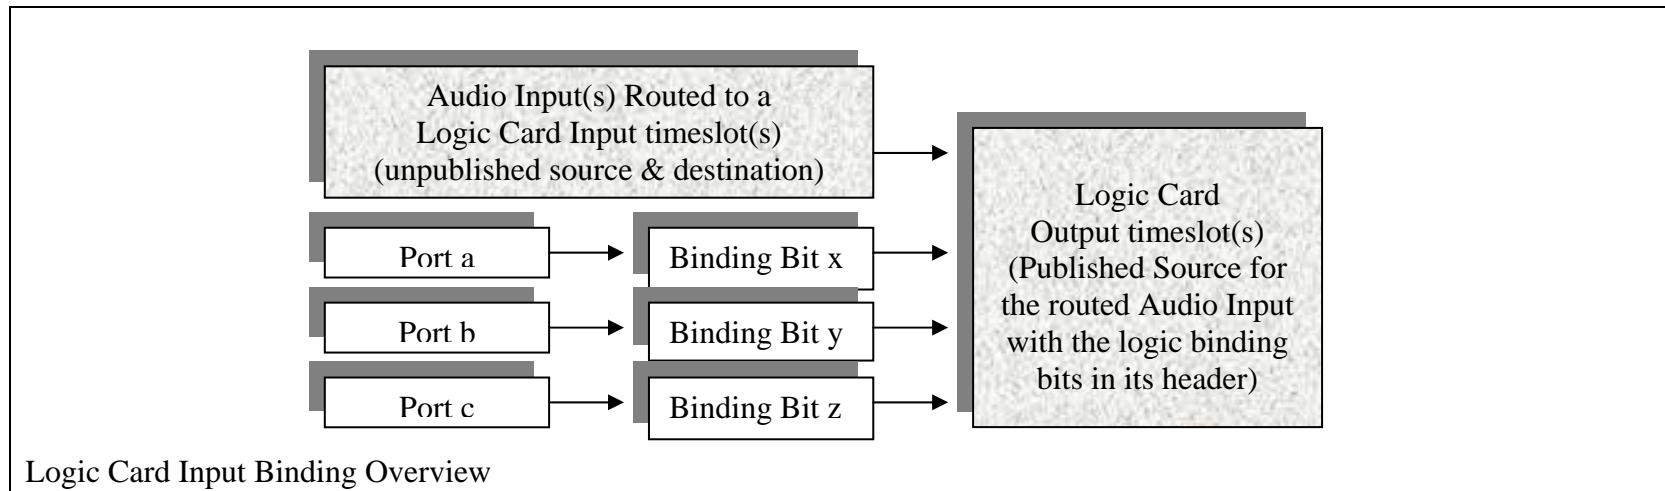 Audio Input(s) Routed to a
Logic Card Input timeslot(s)
(unpublished source & destination)
Logic Card
Output timeslot(s)
(Published Source for
the routed Audio Input
with the logic binding
bits in its header)
Port a
Binding Bit x
Port b
Binding Bit y
Port c
Binding Bit z
Logic Card Input Binding Overview